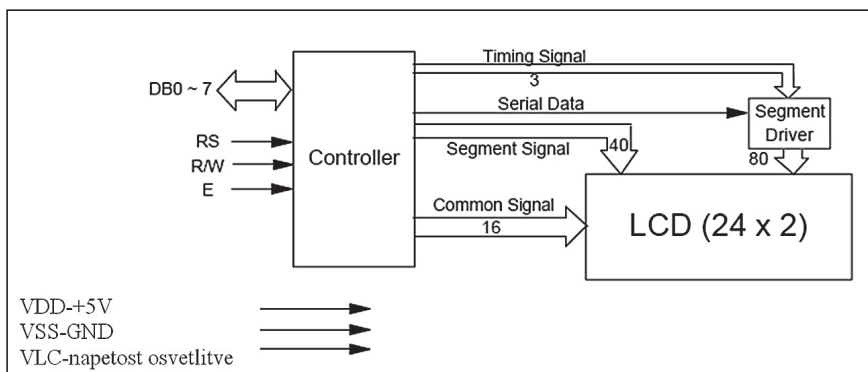 Timing Signal
3
DB0 ~ 7
Serial Data
Segment
Driver
RS
Controller
Segment Signal
40
R/W
80
E
Common Signal
16
LCD (24 x 2)
VDD-+5V
VSS-GND
VLC-napetost osvetlitve